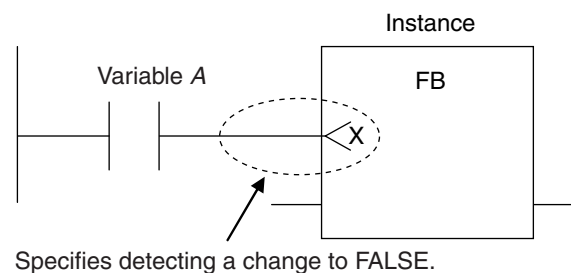 Instance
Variable A
FB
X
Specifies detecting a change to FALSE.